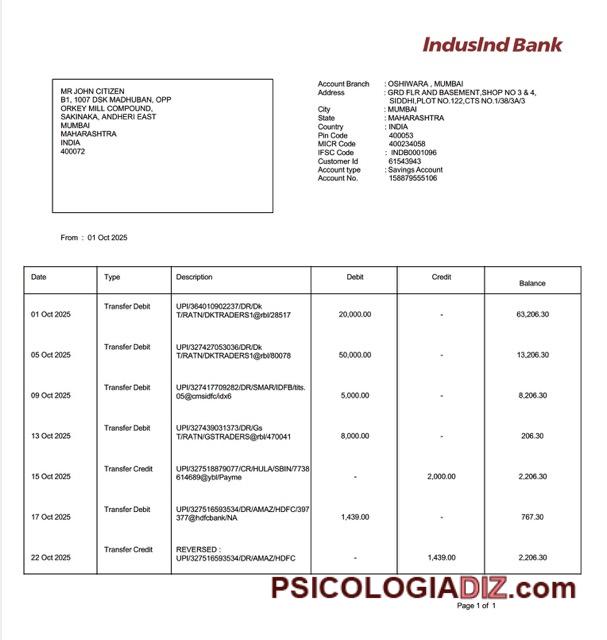 IndusInd Bank
MR JOHN CITIZEN
B1, 1007 DSK MADHUBAN, OPP
ORKEY MILL COMPOUND,
SAKINAKA, ANDHERI EAST
MUMBAI
MAHARASHTRA
INDIA
400072
Account Branch : OSHIWARA , MUMBAI
Address : GRD FLR AND BASEMENT,SHOP NO 3 & 4,
SIDDHI,PLOT NO.122,CTS NO.1/38/3A/3
City : MUMBAI
State : MAHARASHTRA
Country : INDIA
Pin Code 400053
MICR Code 400234058
IFSC Code : INDB0001096
Customer Id 61543943
Account type : Savings Account
Account No. 158879555106
From : 01 Oct 2025
Date Type Description Debit Credit Balance
01 Oct 2025 Transfer Debit UPI/364010902237/DR/Dk
T/RATN/DKTRADERS1@rbl/28517 20,000.00 - 63,206.30
05 Oct 2025 Transfer Debit UPI/327427053036/DR/Dk
T/RATN/DKTRADERS1@rbl/80078 50,000.00 - 13,206.30
09 Oct 2025 Transfer Debit UPI/327417709282/DR/SMAR/IDFB/tits.
05@cmsidfc/idx6 5,000.00 - 8,206.30
13 Oct 2025 Transfer Debit UPI/327439031373/DR/Gs
T/RATN/GSTRADERS@rbl/470041 8,000.00 - 206.30
15 Oct 2025 Transfer Credit UPI/327518879077/CR/HULA/SBIN/7738
614689@ybl/Payme - 2,000.00 2,206.30
17 Oct 2025 Transfer Debit UPI/327516593534/DR/AMAZ/HDFC/397
377@hdfcbank/NA 1,439.00 - 767.30
22 Oct 2025 Transfer Credit REVERSED :
UPI/327516593534/DR/AMAZ/HDFC - 1,439.00 2,206.30
PSICOLOGIADIZ.com
Page 1 of 1